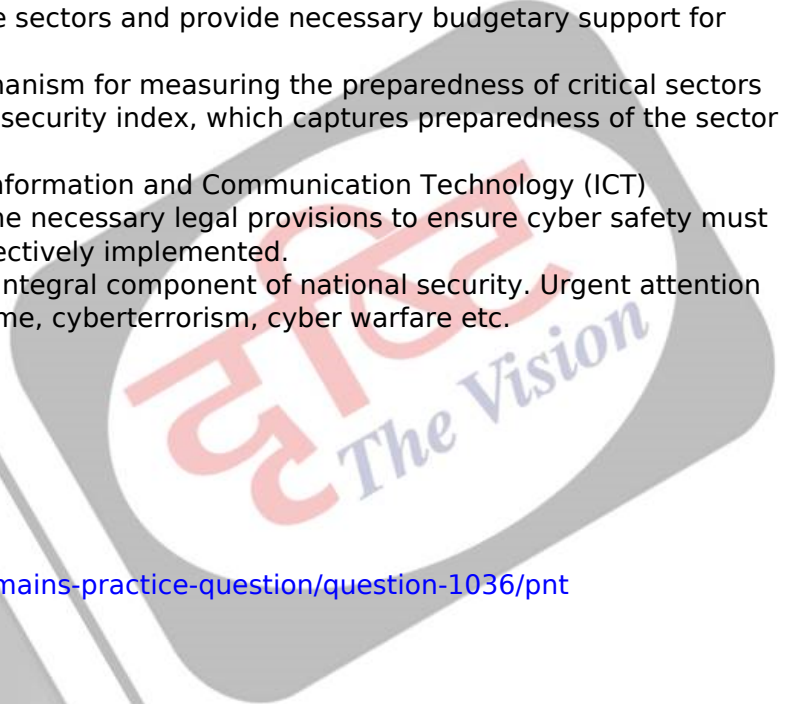 e sectors and provide necessary budgetary support for
hanism for measuring the preparedness of critical sectors
security index, which captures preparedness of the sector
nformation and Communication Technology (ICT)
he necessary legal provisions to ensure cyber safety must
ectively implemented.
integral component of national security. Urgent attention
me, cyberterrorism, cyber warfare etc.
दृष्टि
The Vision
mains-practice-question/question-1036/pnt